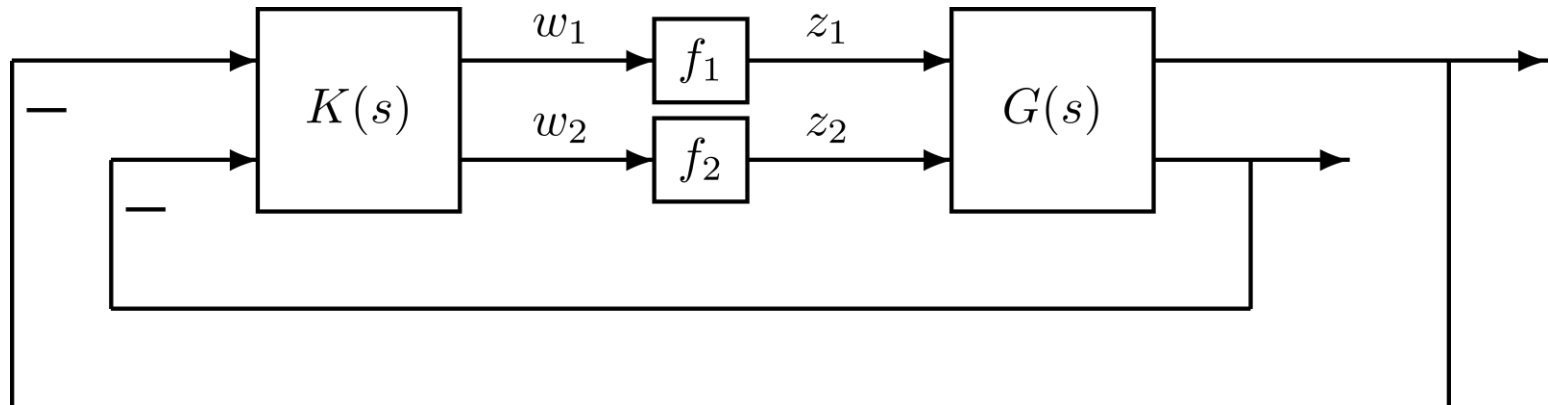 w₁ z₁
f₁
K(s) G(s)
w₂ z₂
f₂
−
−